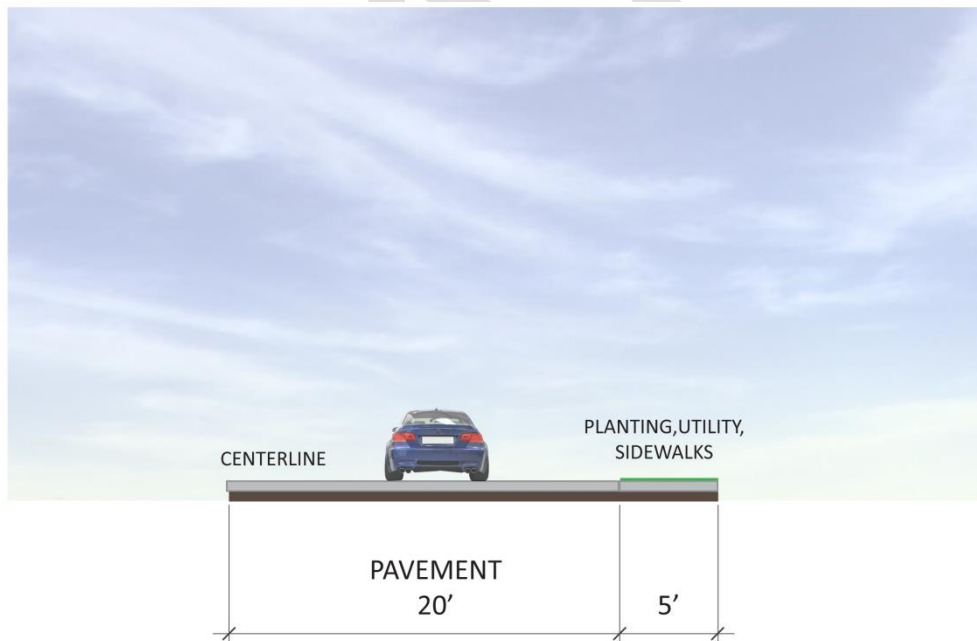 CENTERLINE
PLANTING,UTILITY,
SIDEWALKS
PAVEMENT
20’
5’